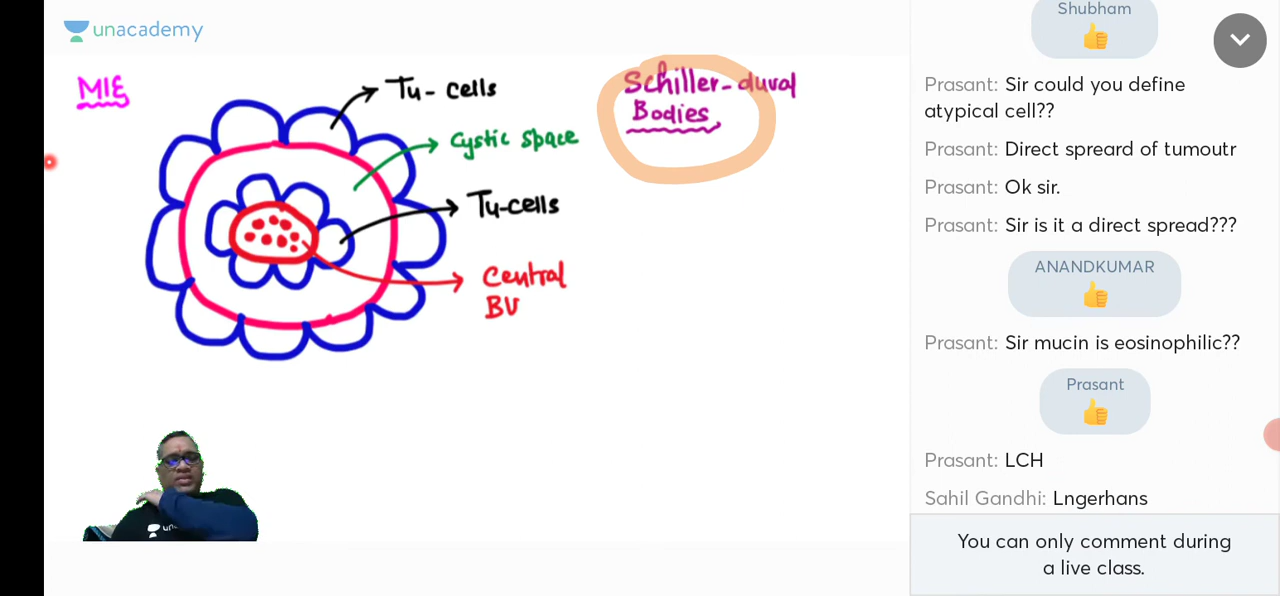 unacademy
MIE
Tu- cells
Cystic space
Tu-cells
Central
BV
Schiller-duval
Bodies
Shubham
Prasant: Sir could you define
atypical cell??
Prasant: Direct spreard of tumoutr
Prasant: Ok sir.
Prasant: Sir is it a direct spread???
ANANDKUMAR
Prasant: Sir mucin is eosinophilic??
Prasant
Prasant: LCH
Sahil Gandhi: Lngerhans
You can only comment during
a live class.